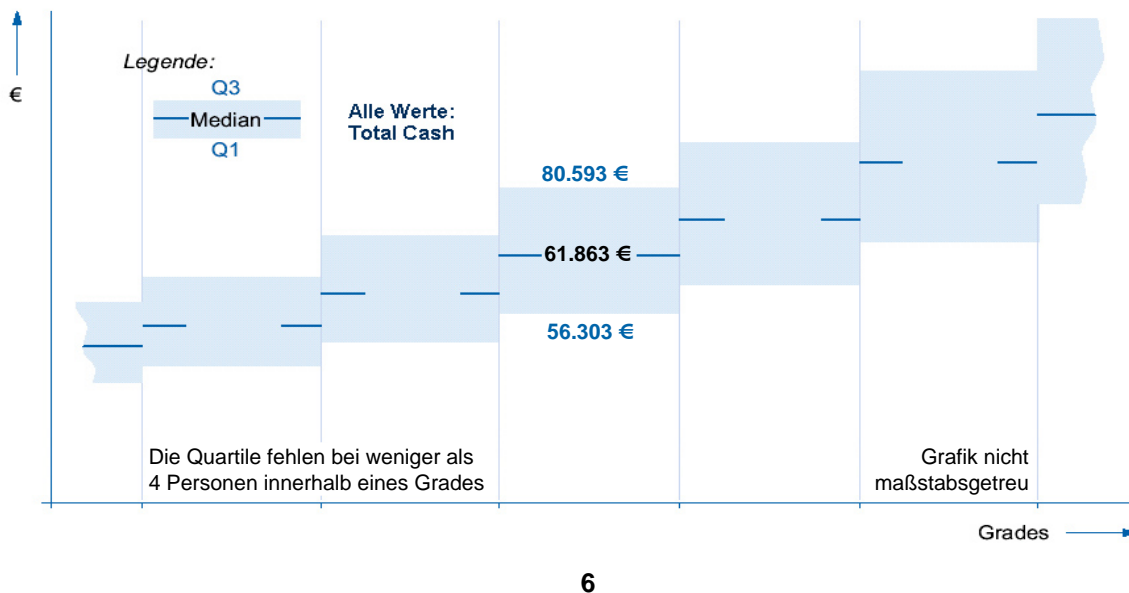 €
Legende:
Q3
Median
Q1
Alle Werte:
Total Cash
80.593 €
61.863 €
56.303 €
Die Quartile fehlen bei weniger als
4 Personen innerhalb eines Grades
Grafik nicht
maßstabsgetreu
Grades
6